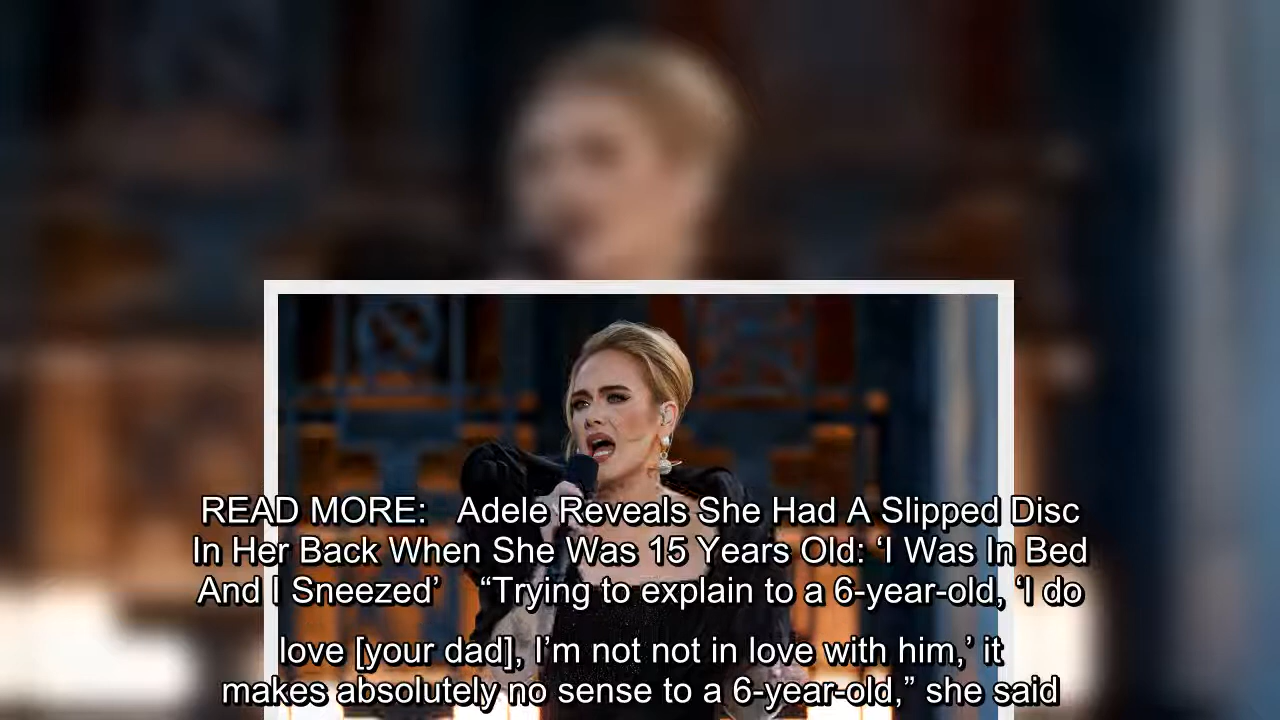 READ MORE: Adele Reveals She Had A Slipped Disc
In Her Back When She Was 15 Years Old: ‘I Was In Bed
And I Sneezed’ “Trying to explain to a 6-year-old, ‘I do
love [your dad], I’m not not in love with him,’ it
makes absolutely no sense to a 6-year-old,” she said